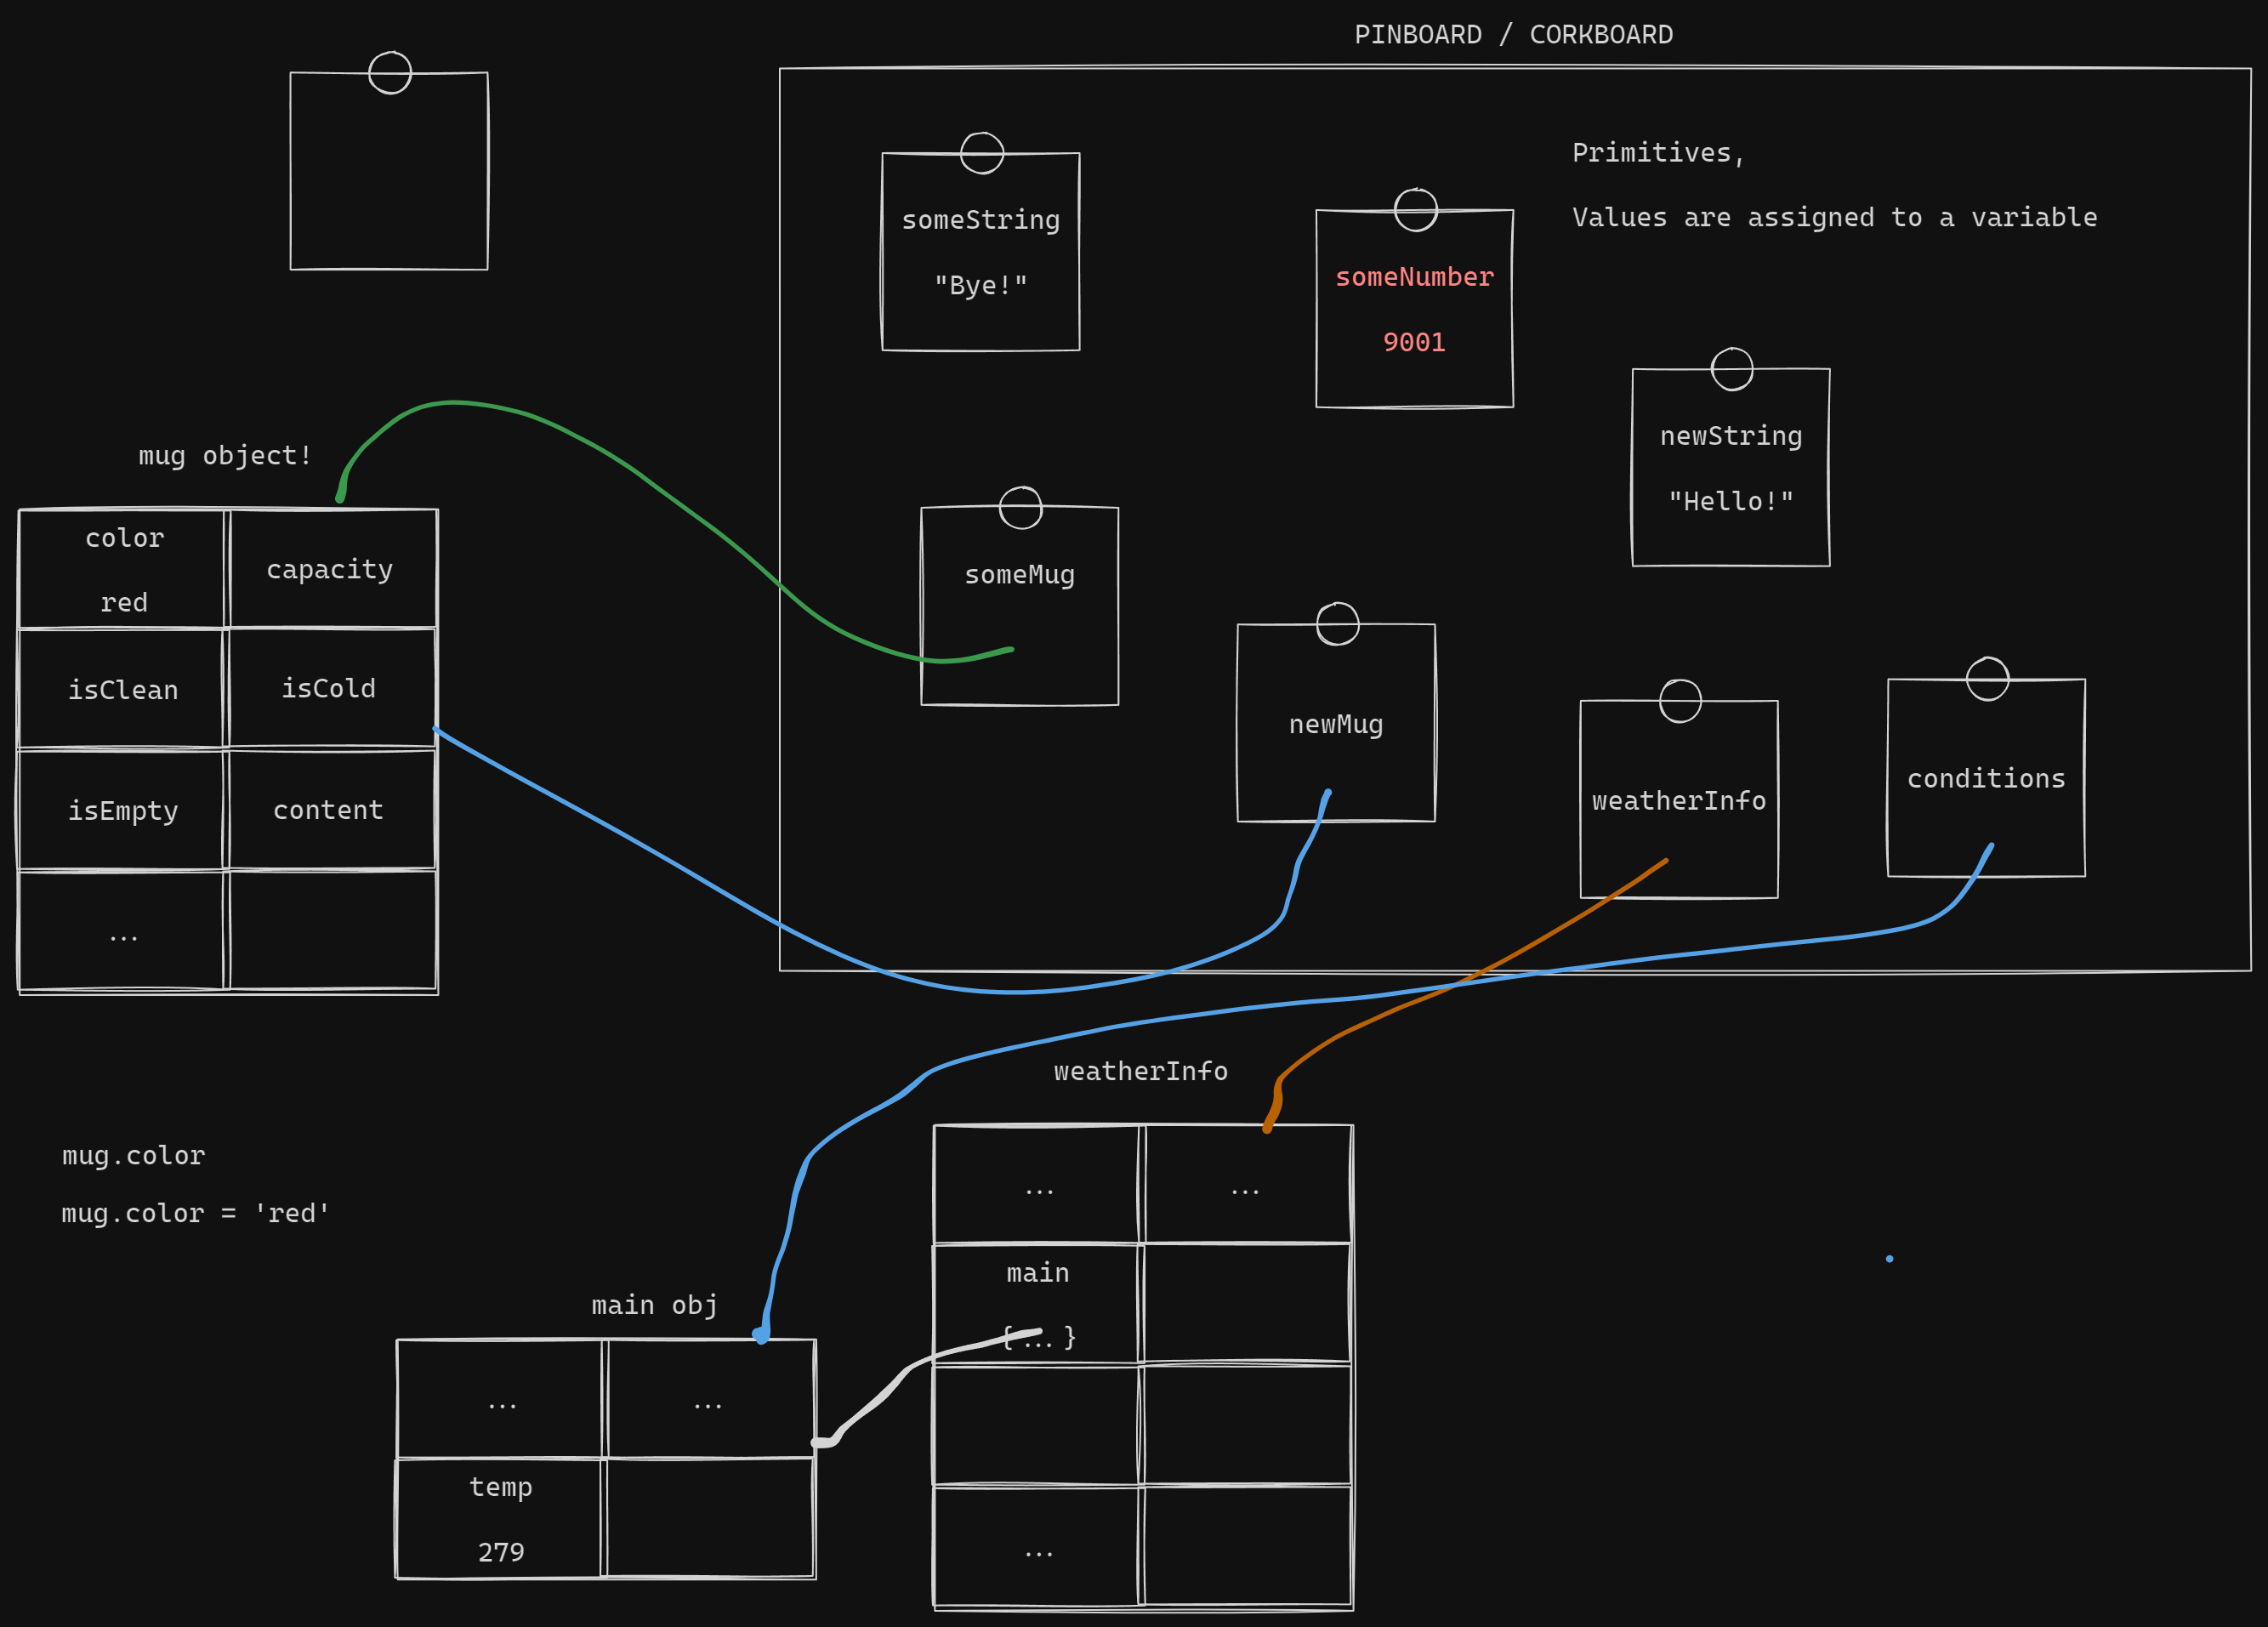 PINBOARD / CORKBOARD
Primitives,
Values are assigned to a variable
someString
"Bye!"
someNumber
9001
newString
"Hello!"
mug object!
color
red
capacity
isClean
isCold
isEmpty
content
...
someMug
newMug
weatherInfo
conditions
weatherInfo
...
...
main
{ ... }
...
mug.color
mug.color = 'red'
main obj
...
...
temp
279